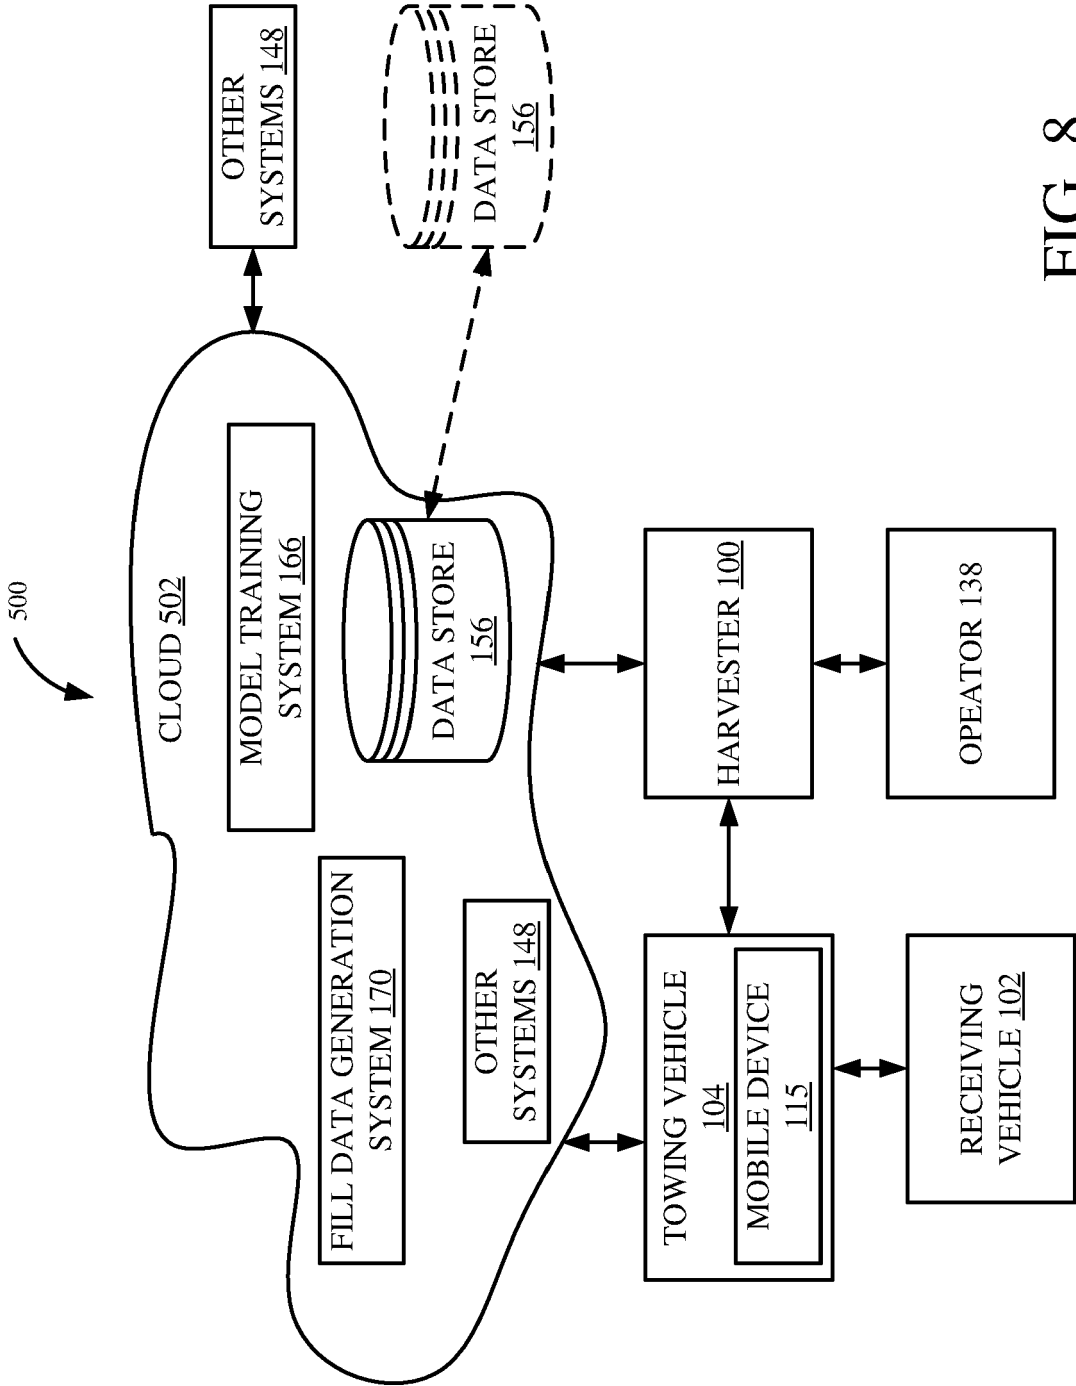 500
CLOUD 502
MODEL TRAINING
SYSTEM 166
FILL DATA GENERATION
SYSTEM 170
DATA STORE
156
OTHER
SYSTEMS 148
OTHER
SYSTEMS 148
DATA STORE
156
TOWING VEHICLE
104
MOBILE DEVICE
115
HARVESTER 100
RECEIVING
VEHICLE 102
OPEATOR 138
FIG. 8